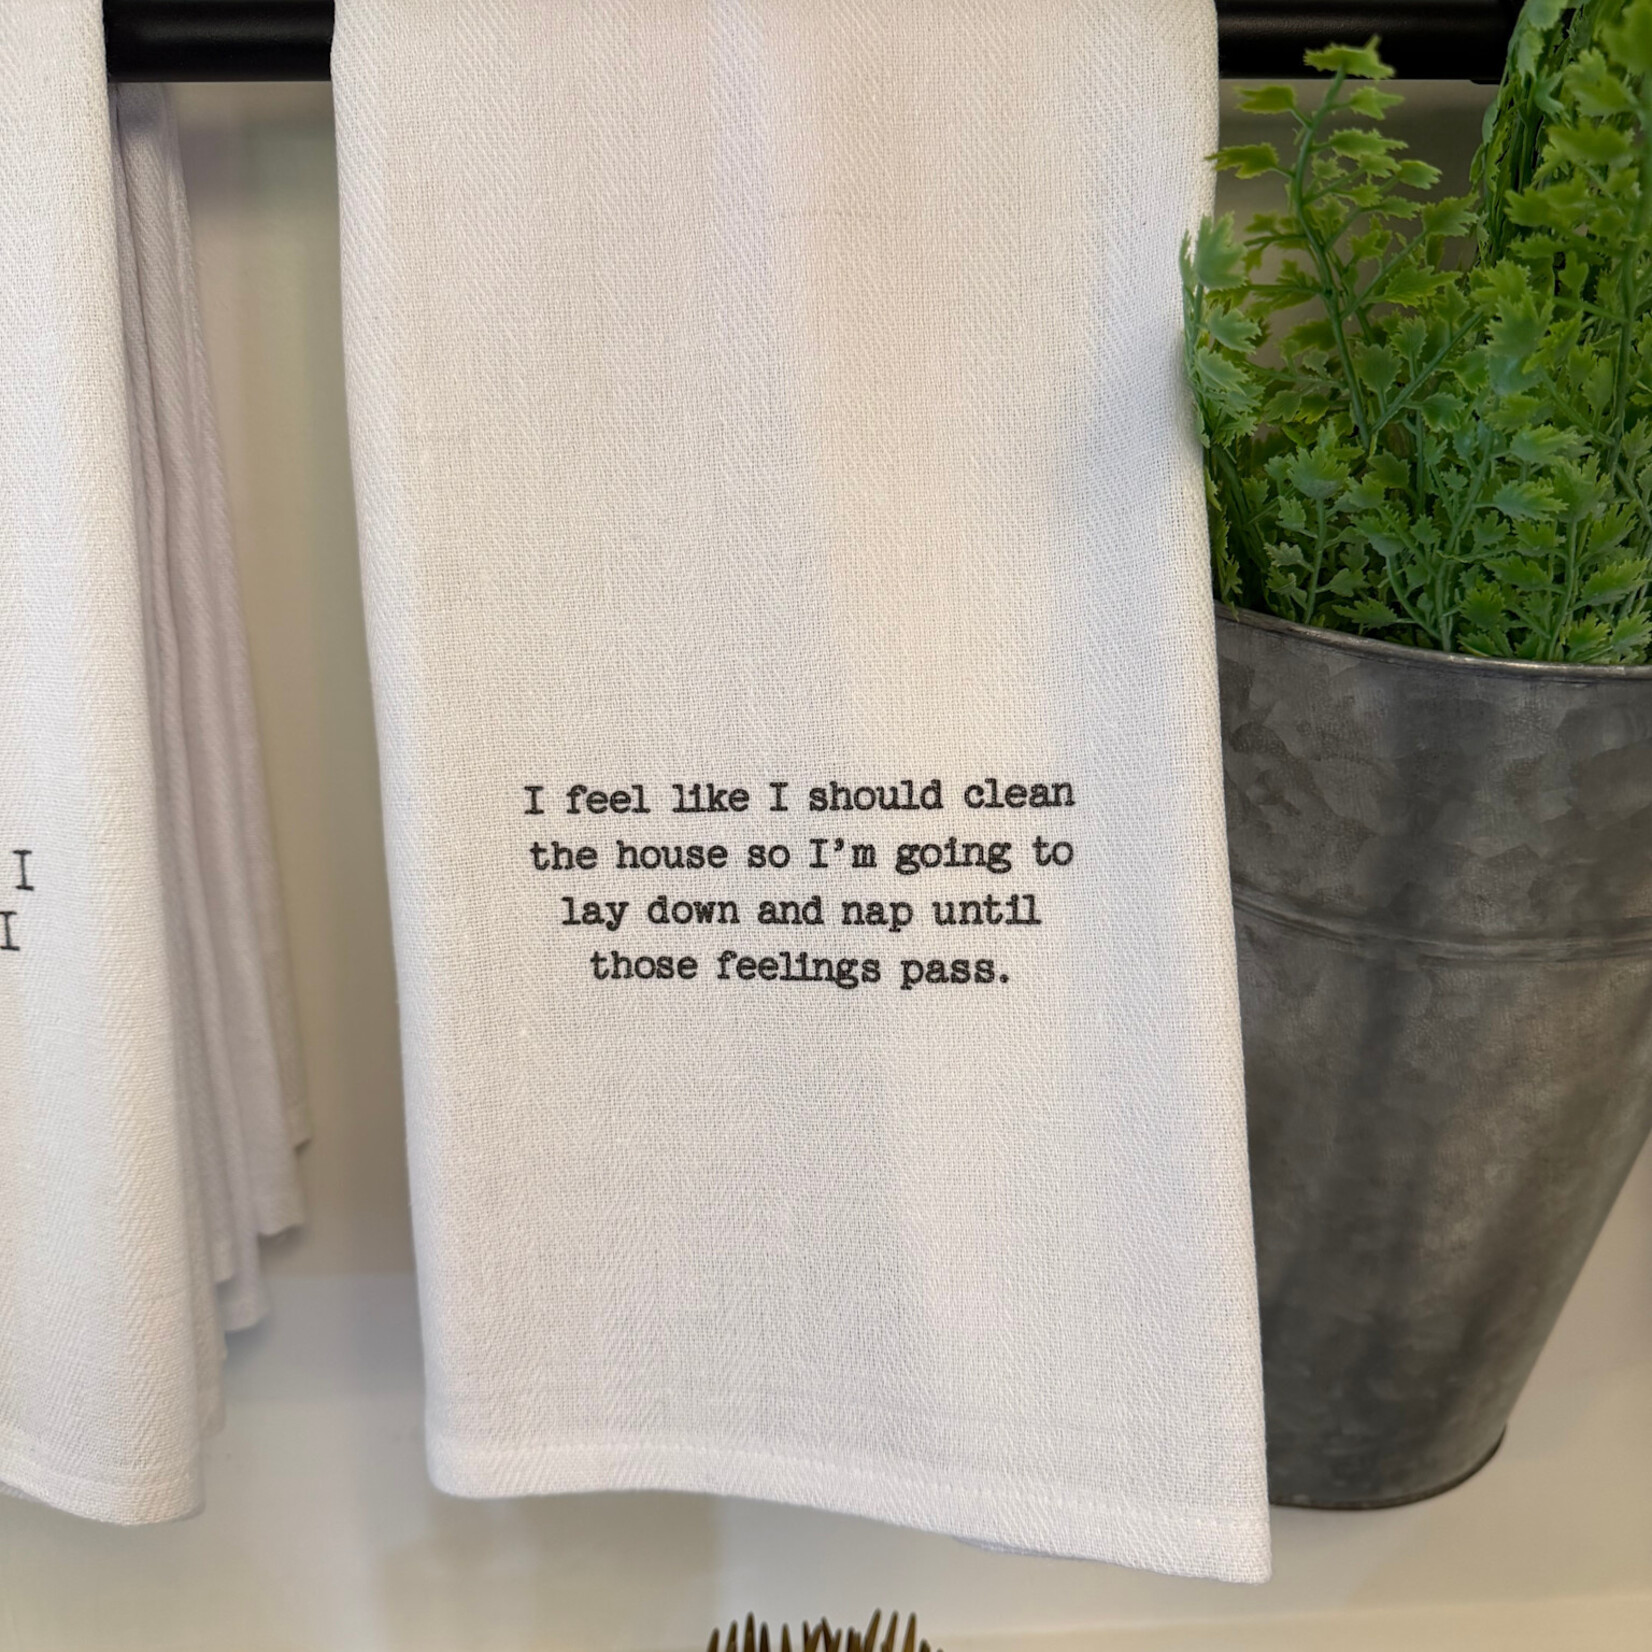 I
I
I feel like I should clean
the house so I'm going to
lay down and nap until
those feelings pass.